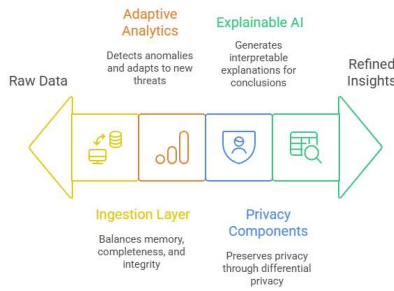 Adaptive
Analytics
Detects anomalies
and adapts to new
threats
Explainable AI
Generates
interpretable
explanations for
conclusions
Raw Data
Refined
Insights
Ingestion Layer
Balances memory,
completeness, and
integrity
Privacy
Components
Preserves privacy
through differential
privacy